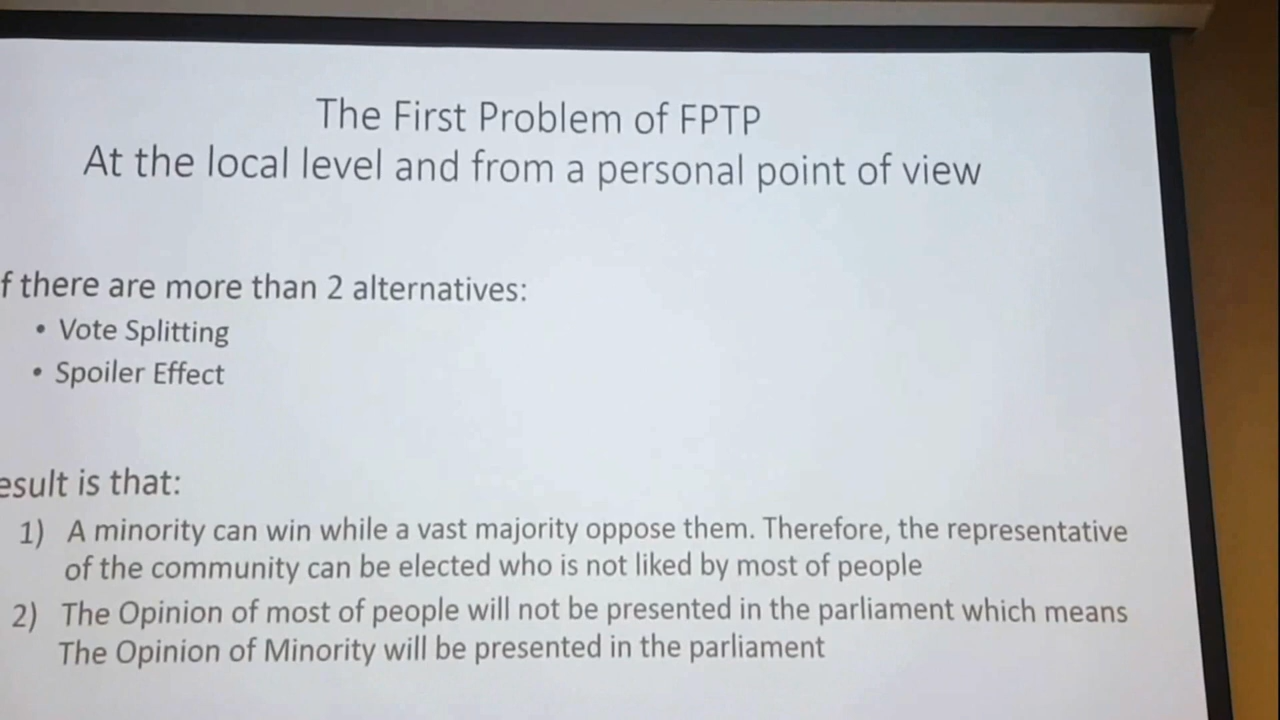 The First Problem of FPTP
At the local level and from a personal point of view
f there are more than 2 alternatives:
• Vote Splitting
• Spoiler Effect
esult is that:
1) A minority can win while a vast majority oppose them. Therefore, the representative
of the community can be elected who is not liked by most of people
2) The Opinion of most of people will not be presented in the parliament which means
The Opinion of Minority will be presented in the parliament